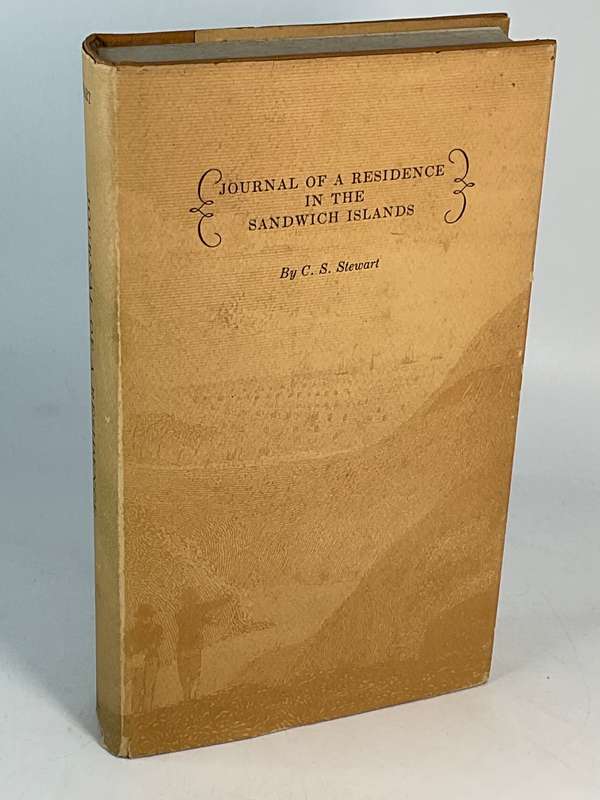 JOURNAL OF A RESIDENCE
IN THE
SANDWICH ISLANDS
By C. S. Stewart